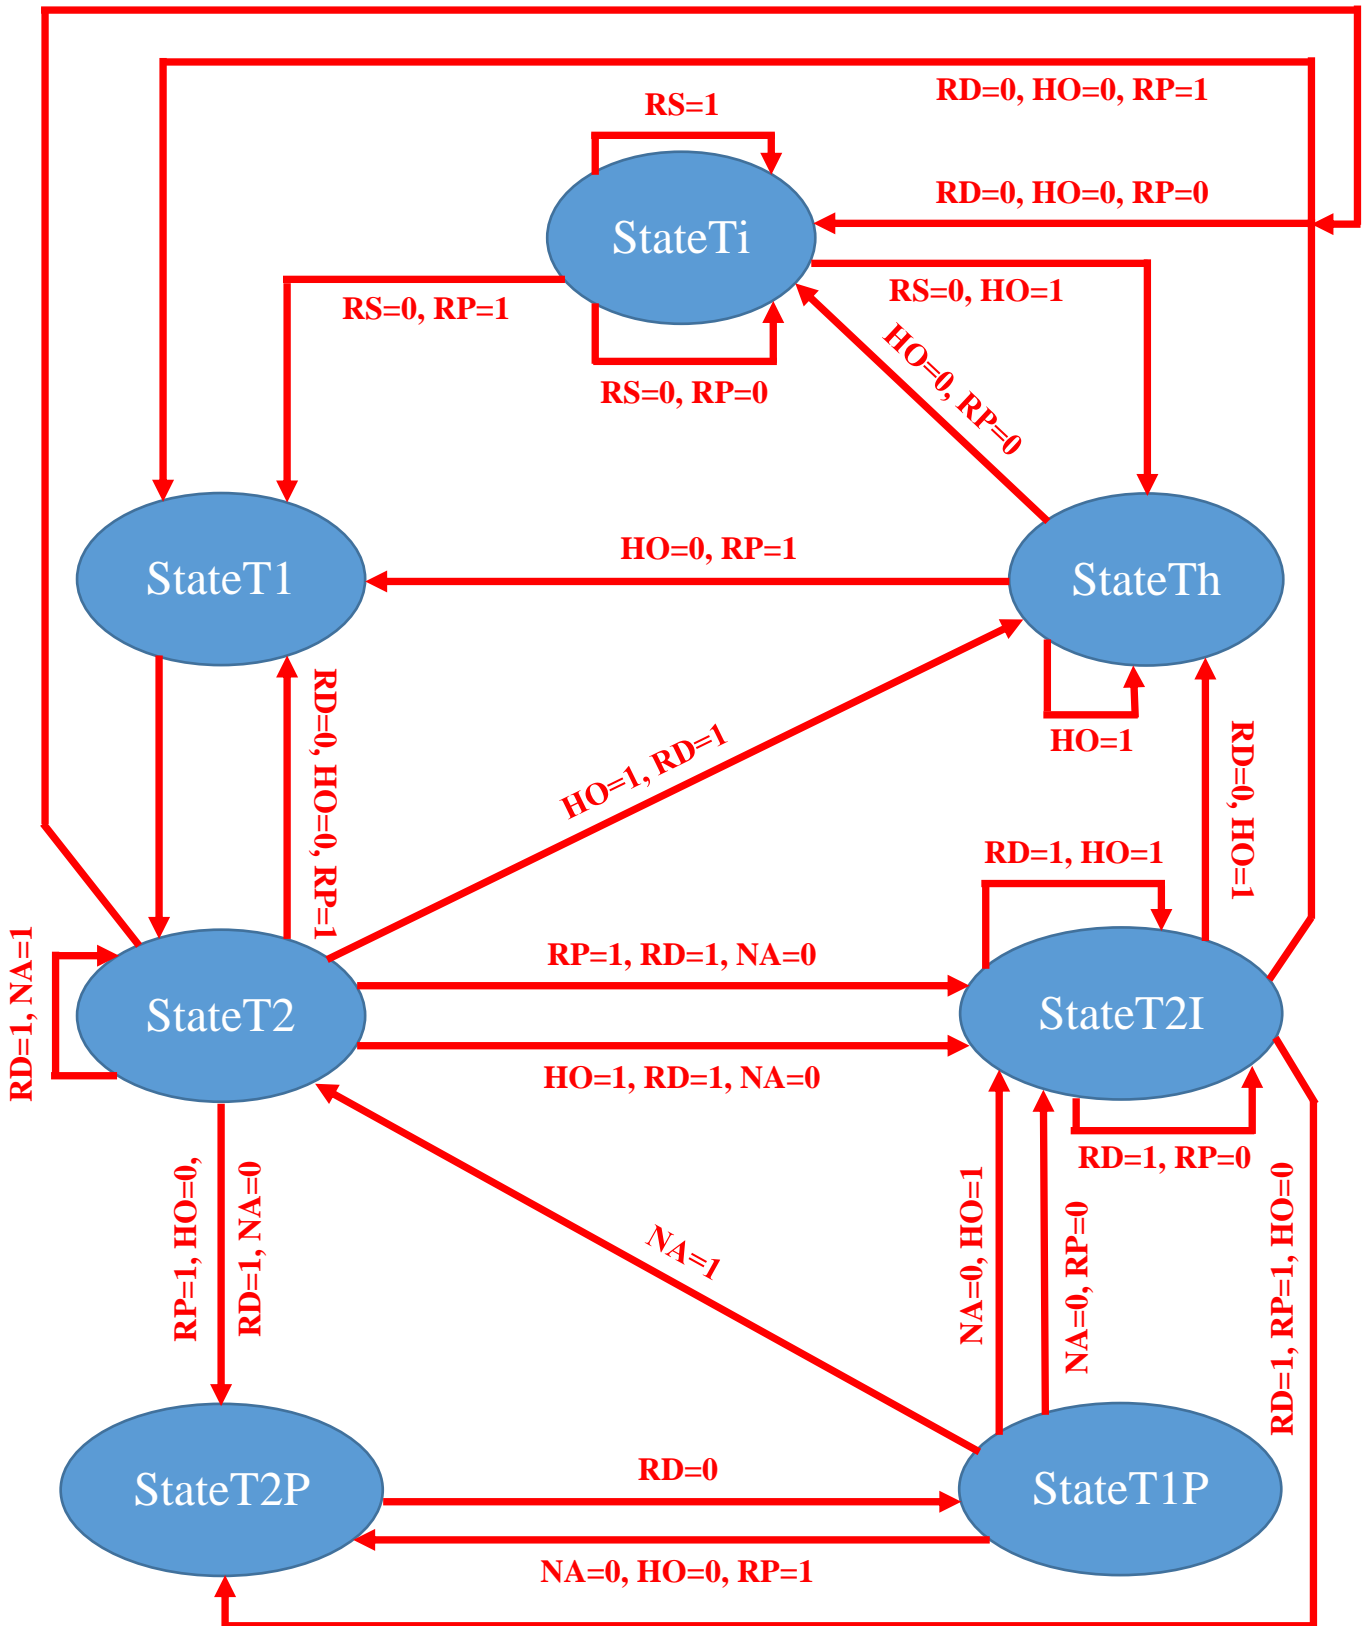 RD=0, HO=0, RP=1
RS=1
RD=0, HO=0, RP=0
StateTi
RS=0, HO=1
RS=0, RP=1
HO=0, RP=0
RS=0, RP=0
HO=0, RP=1
StateT1
StateTh
RD=0, HO=0, RP=1
HO=1, RD=1
HO=1
RD=0, HO=1
RD=1, HO=1
RD=1, NA=1
RP=1, RD=1, NA=0
StateT2
StateT2I
HO=1, RD=1, NA=0
RD=1, RP=0
RP=1, HO=0,
RD=1, NA=0
NA=1
NA=0, HO=1
NA=0, RP=0
RD=1, RP=1, HO=0
RD=0
StateT2P
StateT1P
NA=0, HO=0, RP=1